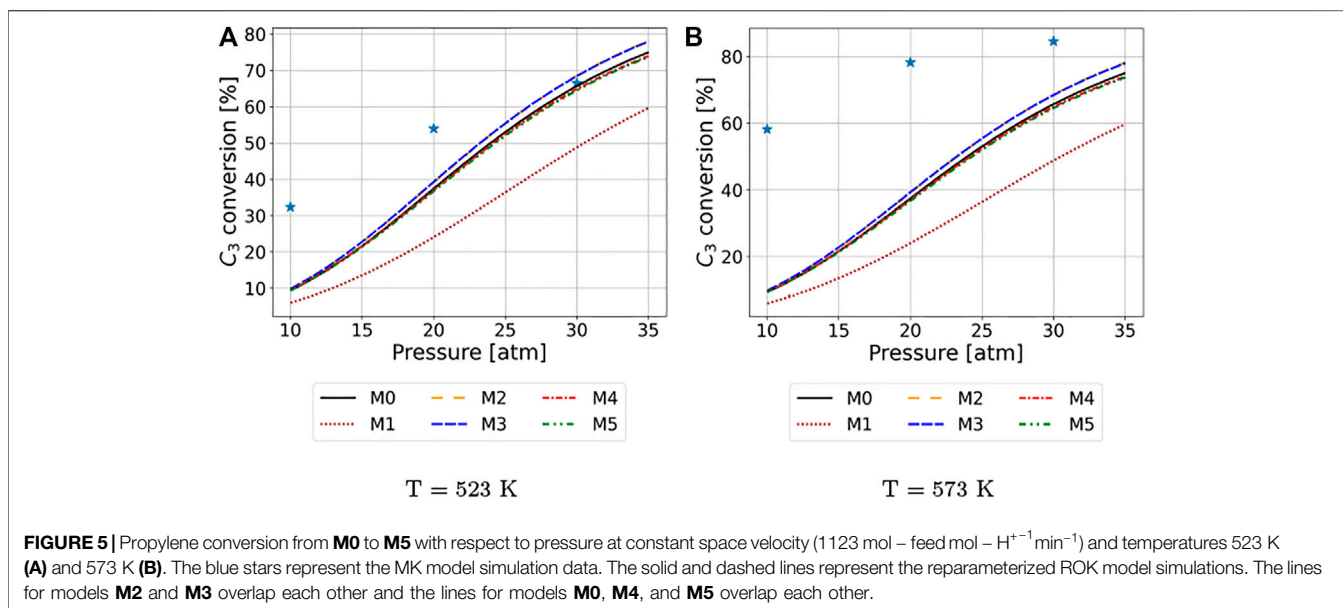 A
C₃ conversion [%]
80
70
60
50
40
30
20
10
10 15 20 25 30 35
Pressure [atm]
M0 M2 M4
M1 M3 M5
T = 523 K
B
C₃ conversion [%]
80
60
40
20
10 15 20 25 30 35
Pressure [atm]
M0 M2 M4
M1 M3 M5
T = 573 K
FIGURE 5 | Propylene conversion from M0 to M5 with respect to pressure at constant space velocity (1123 mol – feed mol – H⁺⁻¹ min⁻¹) and temperatures 523 K
(A) and 573 K (B). The blue stars represent the MK model simulation data. The solid and dashed lines represent the reparameterized ROK model simulations. The lines
for models M2 and M3 overlap each other and the lines for models M0, M4, and M5 overlap each other.